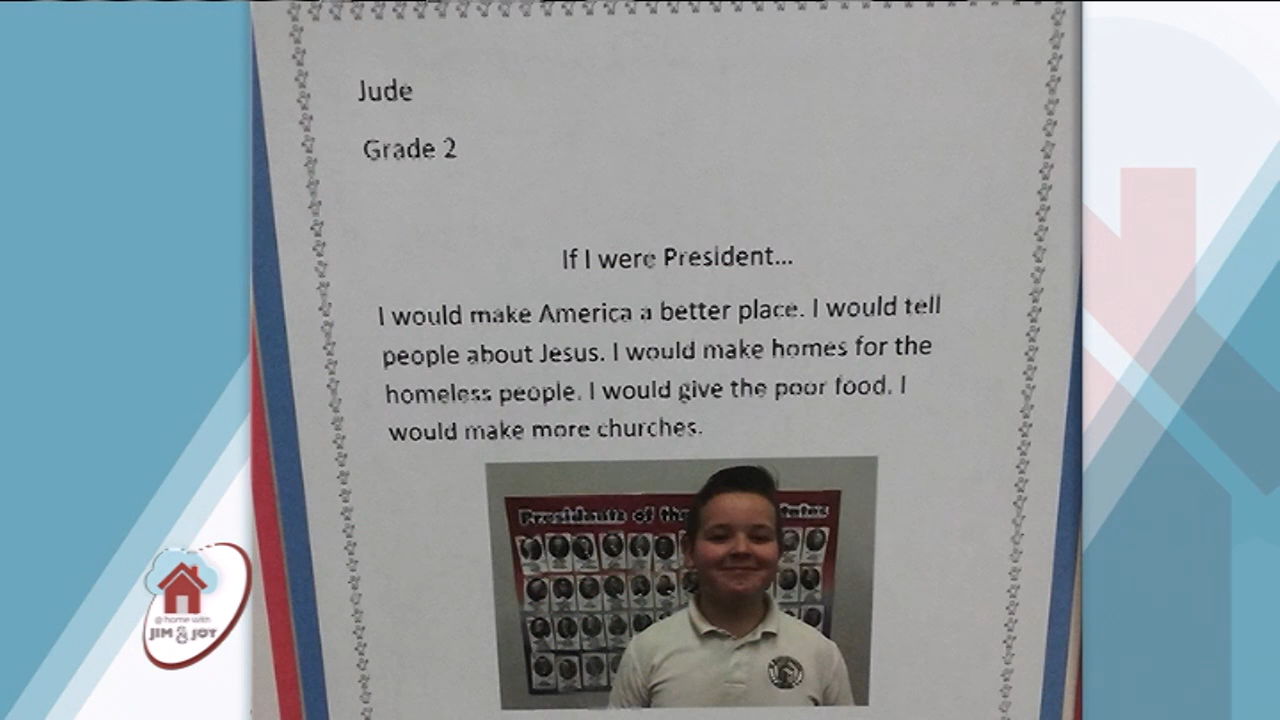 Jude
Grade 2
If I were President...
I would make America a better place. I would tell
people about Jesus. I would make homes for the
homeless people. I would give the poor food. I
would make more churches.
Presidents of the
@ home with
JIM & JOY